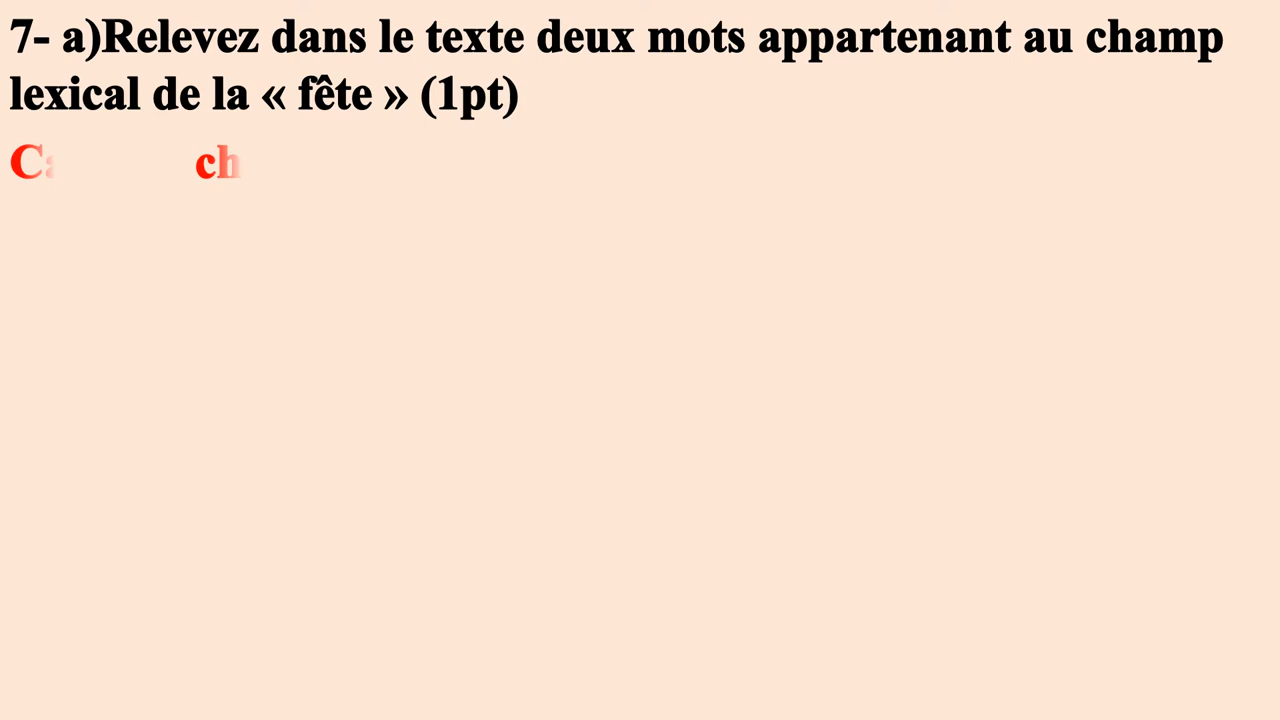 7- a)Relevez dans le texte deux mots appartenant au champ
lexical de la « fête » (1pt)